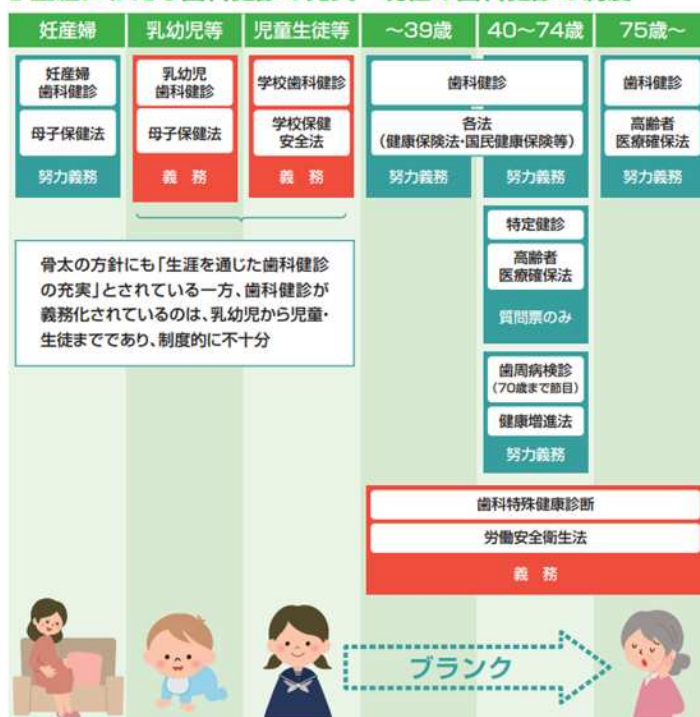 妊産婦
乳幼児等
児童生徒等
～39歳
40～74歳
75歳～
妊産婦
歯科健診
母子保健法
努力義務
乳幼児
歯科健診
母子保健法
義 務
学校歯科健診
学校保健
安全法
義 務
歯科健診
各法
(健康保険法・国民健康保険等)
努力義務
努力義務
歯科健診
高齢者
医療確保法
努力義務
特定健診
高齢者
医療確保法
質問票のみ
歯周病検診
(70歳まで節目)
健康増進法
努力義務
骨太の方針にも「生涯を通じた歯科健診
の充実」とされている一方、歯科健診が
義務化されているのは、乳幼児から児童・
生徒までであり、制度的に不十分
歯科特殊健康診断
労働安全衛生法
義 務
ブランク